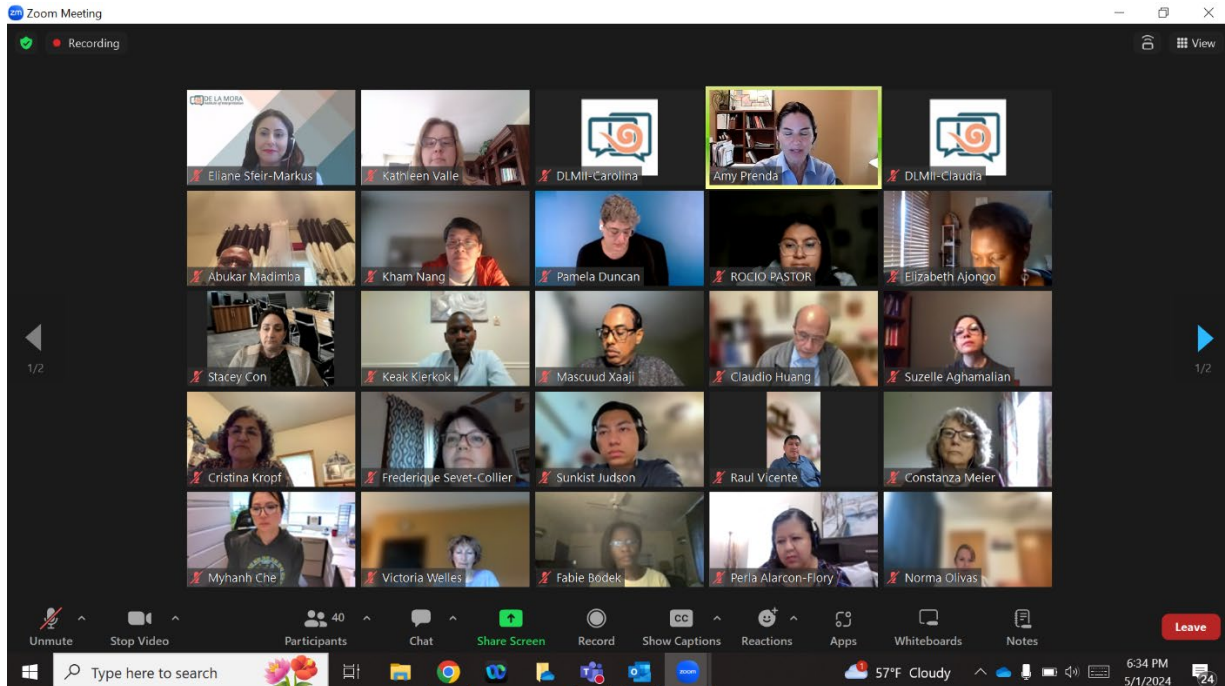 zm Zoom Meeting
Recording
View
DE LA MORA
Eliane Sfeir-Markus
Kathleen Valle
DLMII-Carolina
Amy Prenda
DLMII-Claudia
Abukar Madimba
Kham Nang
Pamela Duncan
ROCIO PASTOR
Elizabeth Ajongo
Stacey Con
Keak Kierkok
Mascuud Xaaji
Claudio Huang
Suzelle Aghamalian
1/2
1/2
Cristina Kropf
Frederique Sevet-Collier
Sunkist Judson
Raul Vicente
Constanza Meier
Myhanh Che
Victoria Welles
Fabie Bodek
Perla Alarcon-Flory
Norma Olivas
40
CC
Unmute
Stop Video
Participants
Chat
Share Screen
Record
Show Captions
Reactions
Apps
Whiteboards
Notes
Leave
Type here to search
zoom
57°F Cloudy
6:34 PM
5/1/2024
24